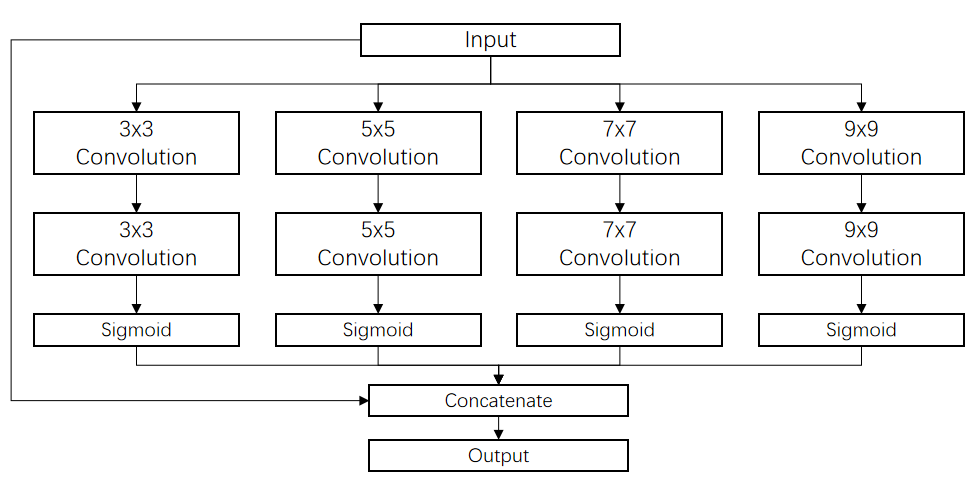 Input
3x3
Convolution
5x5
Convolution
7x7
Convolution
9x9
Convolution
3x3
Convolution
5x5
Convolution
7x7
Convolution
9x9
Convolution
Sigmoid
Sigmoid
Sigmoid
Sigmoid
Concatenate
Output